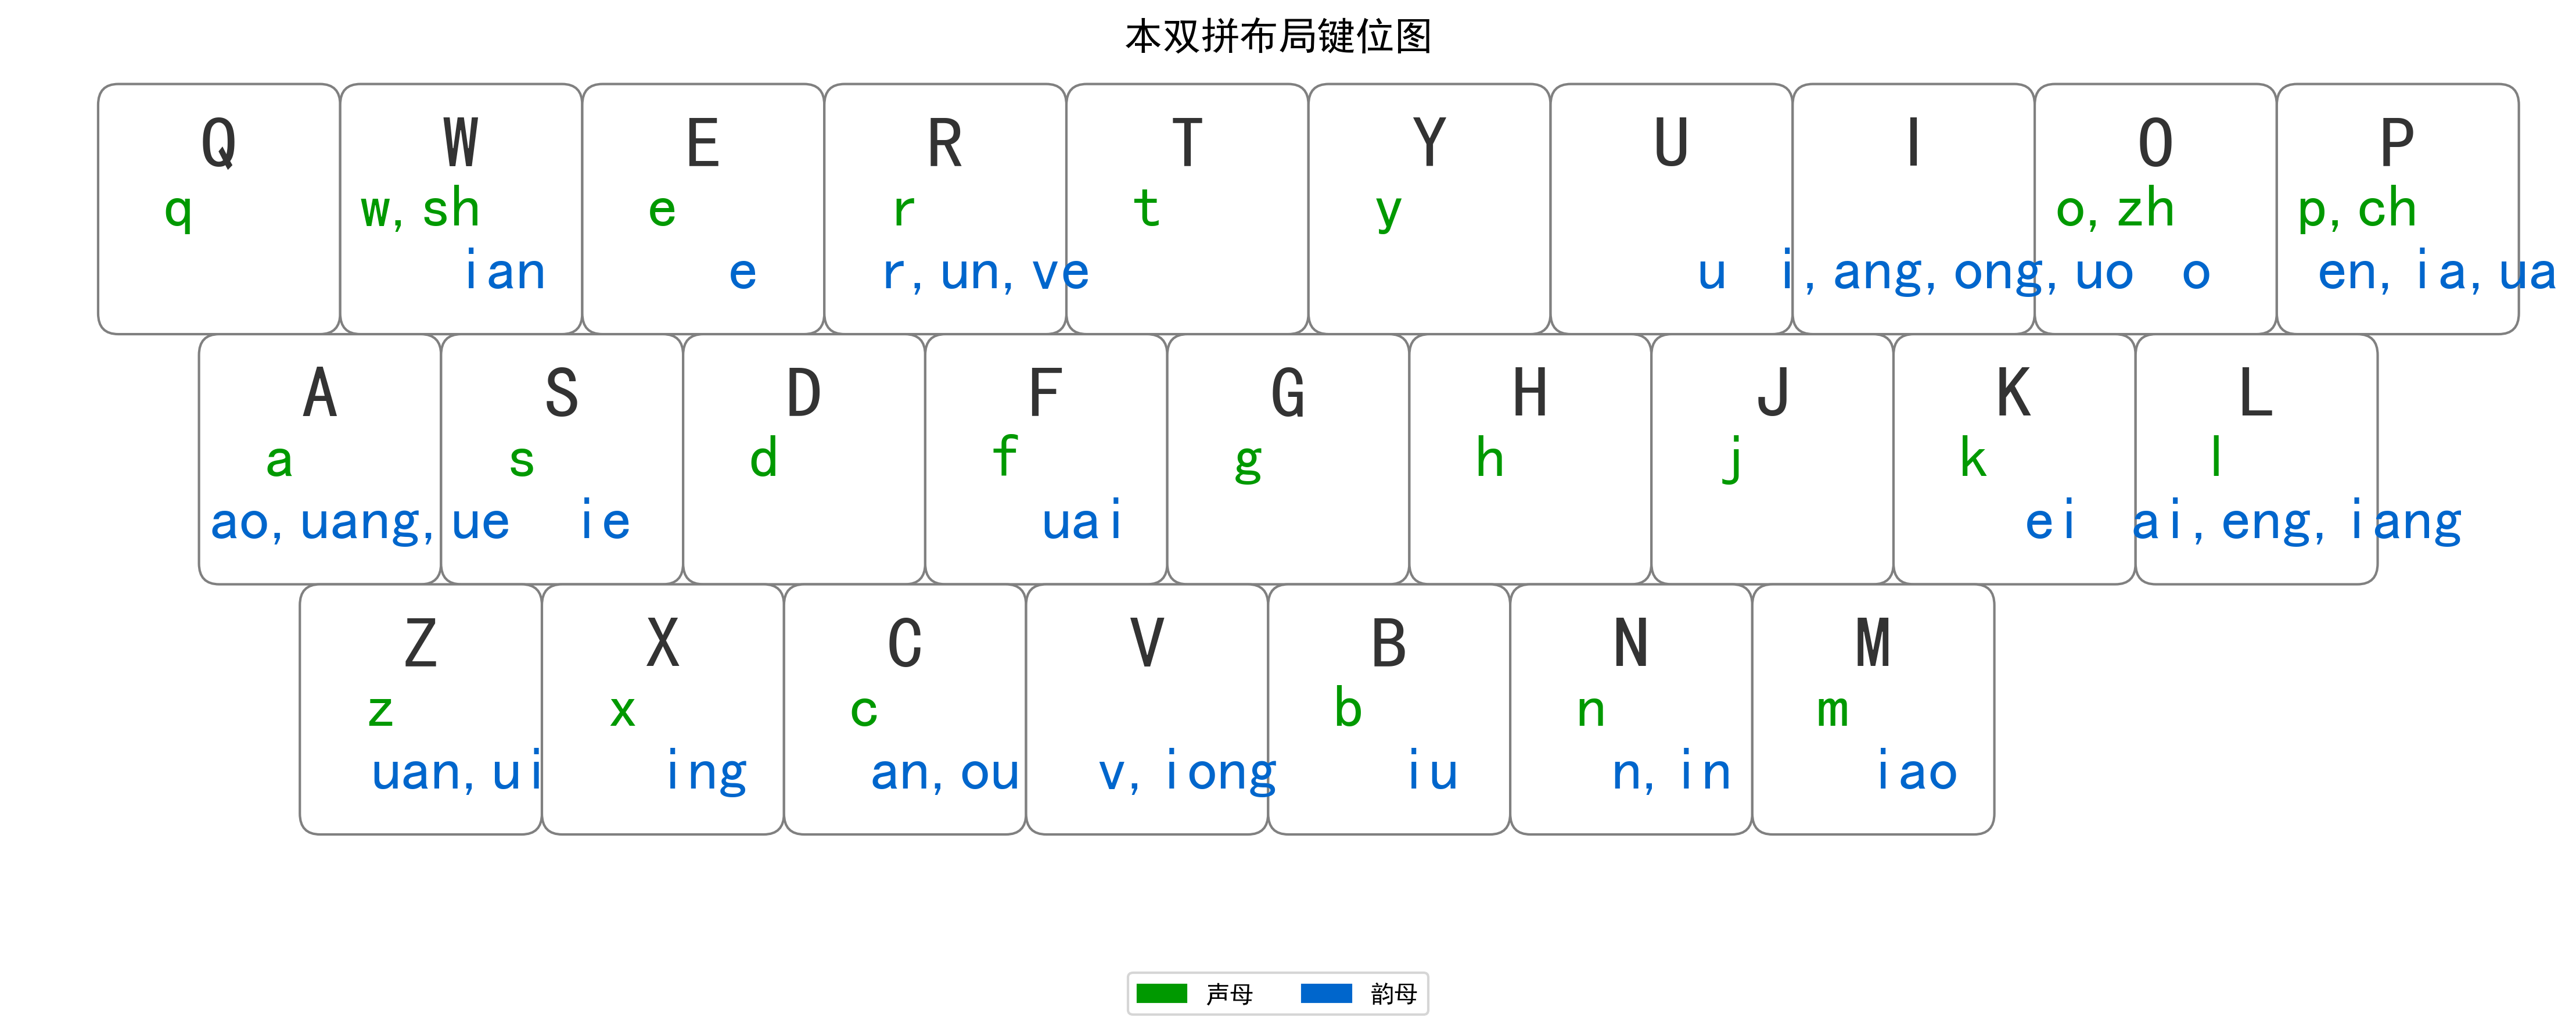 本双拼布局键位图
Q W E R T Y U I O P
q w, sh e r t y o, zh p, ch
ian e r, un, ve u i, ang, ong, uo o en, ia, ua
A S D F G H J K L
a s d f g h j k l
ao, uang, ue ie uai ei ai, eng, iang
Z X C V B N M
z x c b n m
uan, ui ing an, ou v, iong iu n, in iao
声母 韵母